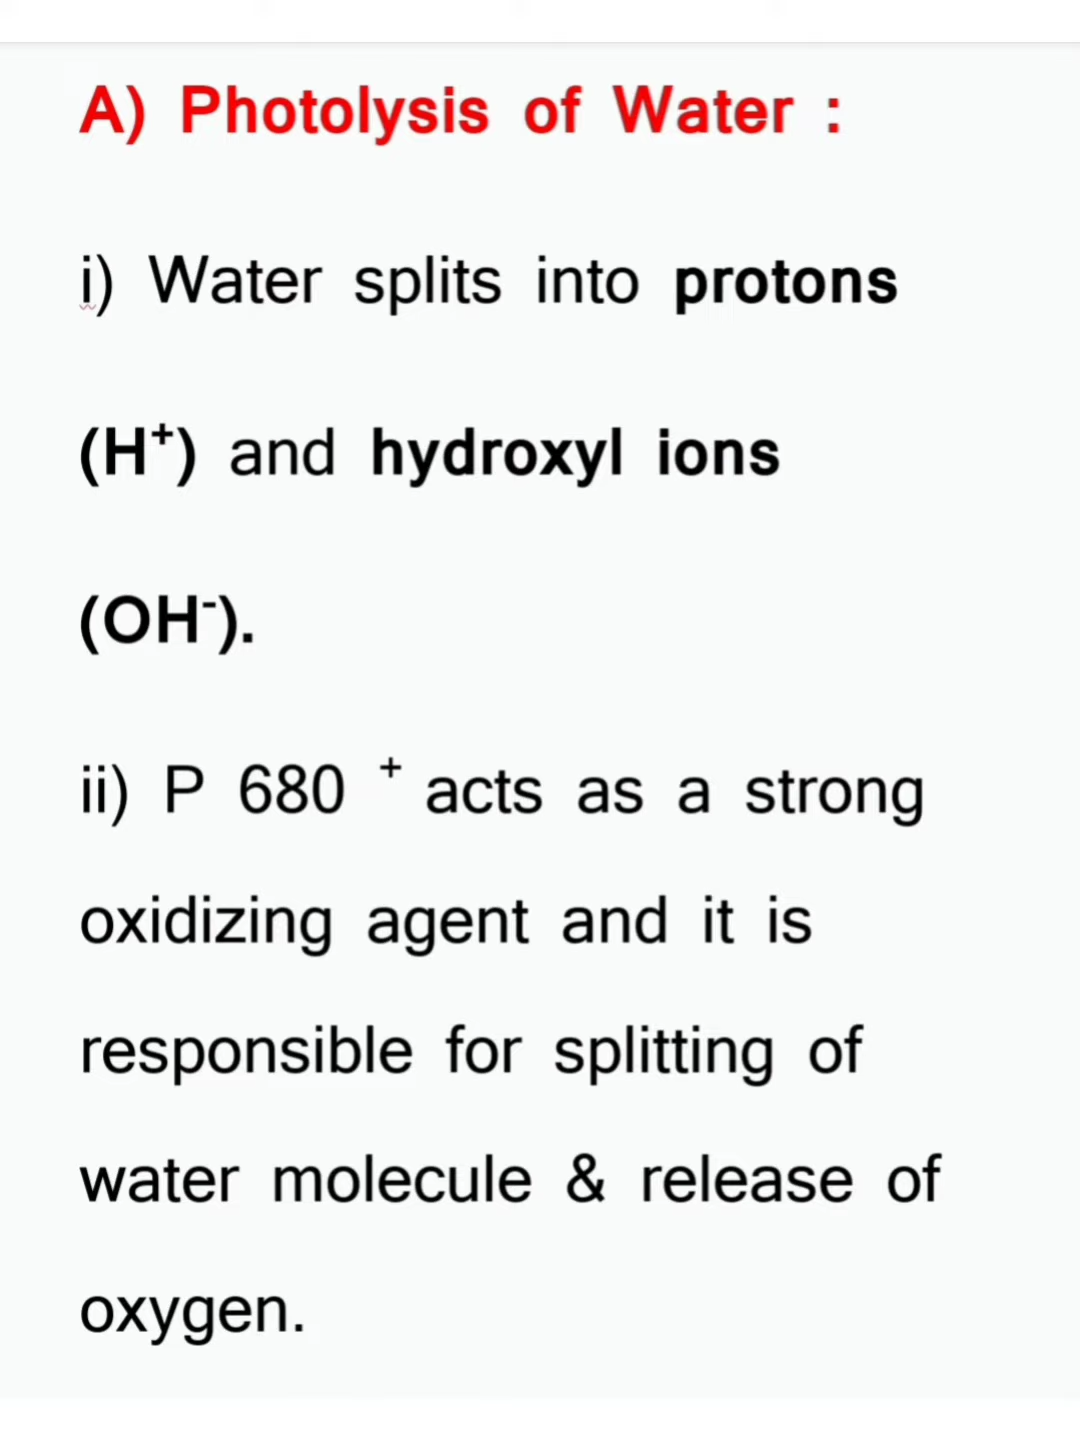 A) Photolysis of Water :
i) Water splits into protons
(H⁺) and hydroxyl ions
(OH⁻).
ii) P 680 ⁺ acts as a strong
oxidizing agent and it is
responsible for splitting of
water molecule & release of
oxygen.